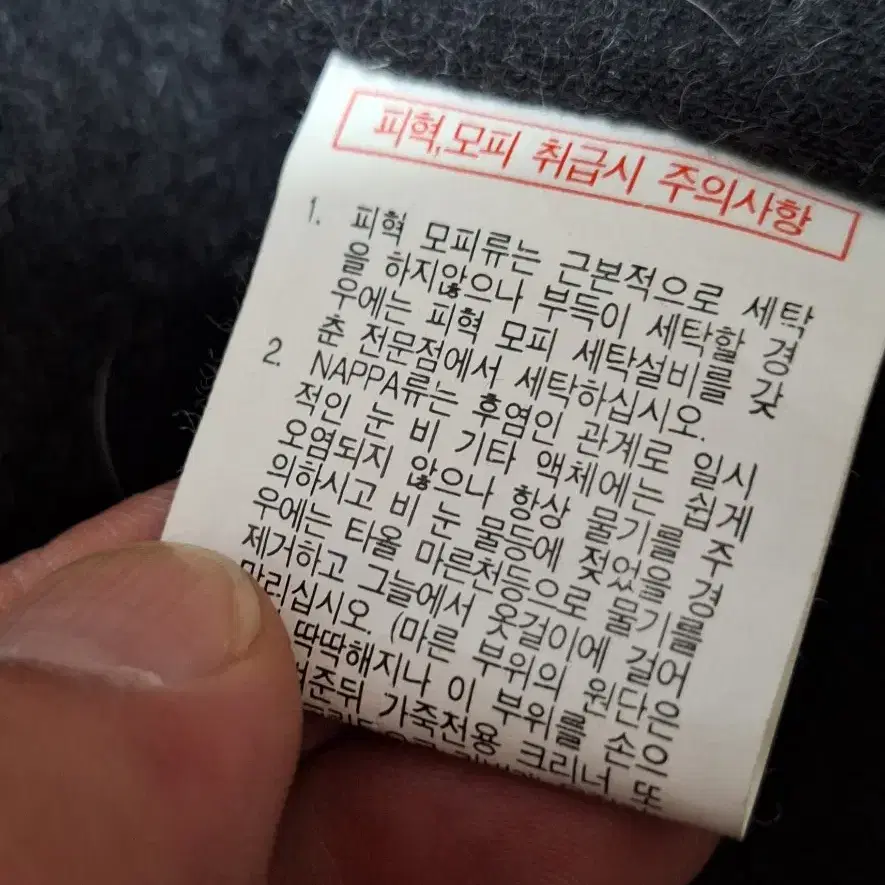 피혁,모피 취급시 주의사항
1. 피혁 모피류는 근본적으로 세탁
을 하지않으나 부득이 세탁할 경
우에는 피혁 모피 세탁설비를 갖
춘 전문점에서 세탁하십시오.
2. NAPPA류는 후염인 관계로 일시
적인 눈 비 기타 액체에는 쉽게
오염되지 않으나 항상 물기를 주
의하시고 비 눈 물등에 젖었을 경
우에는 타올 마른천등으로 물기를
제거하고 그늘에서 옷걸이에 걸어
말리십시오. (마른 부위의 원단은
딱딱해지나 이 부위를 손으
가죽전용 크리너 또